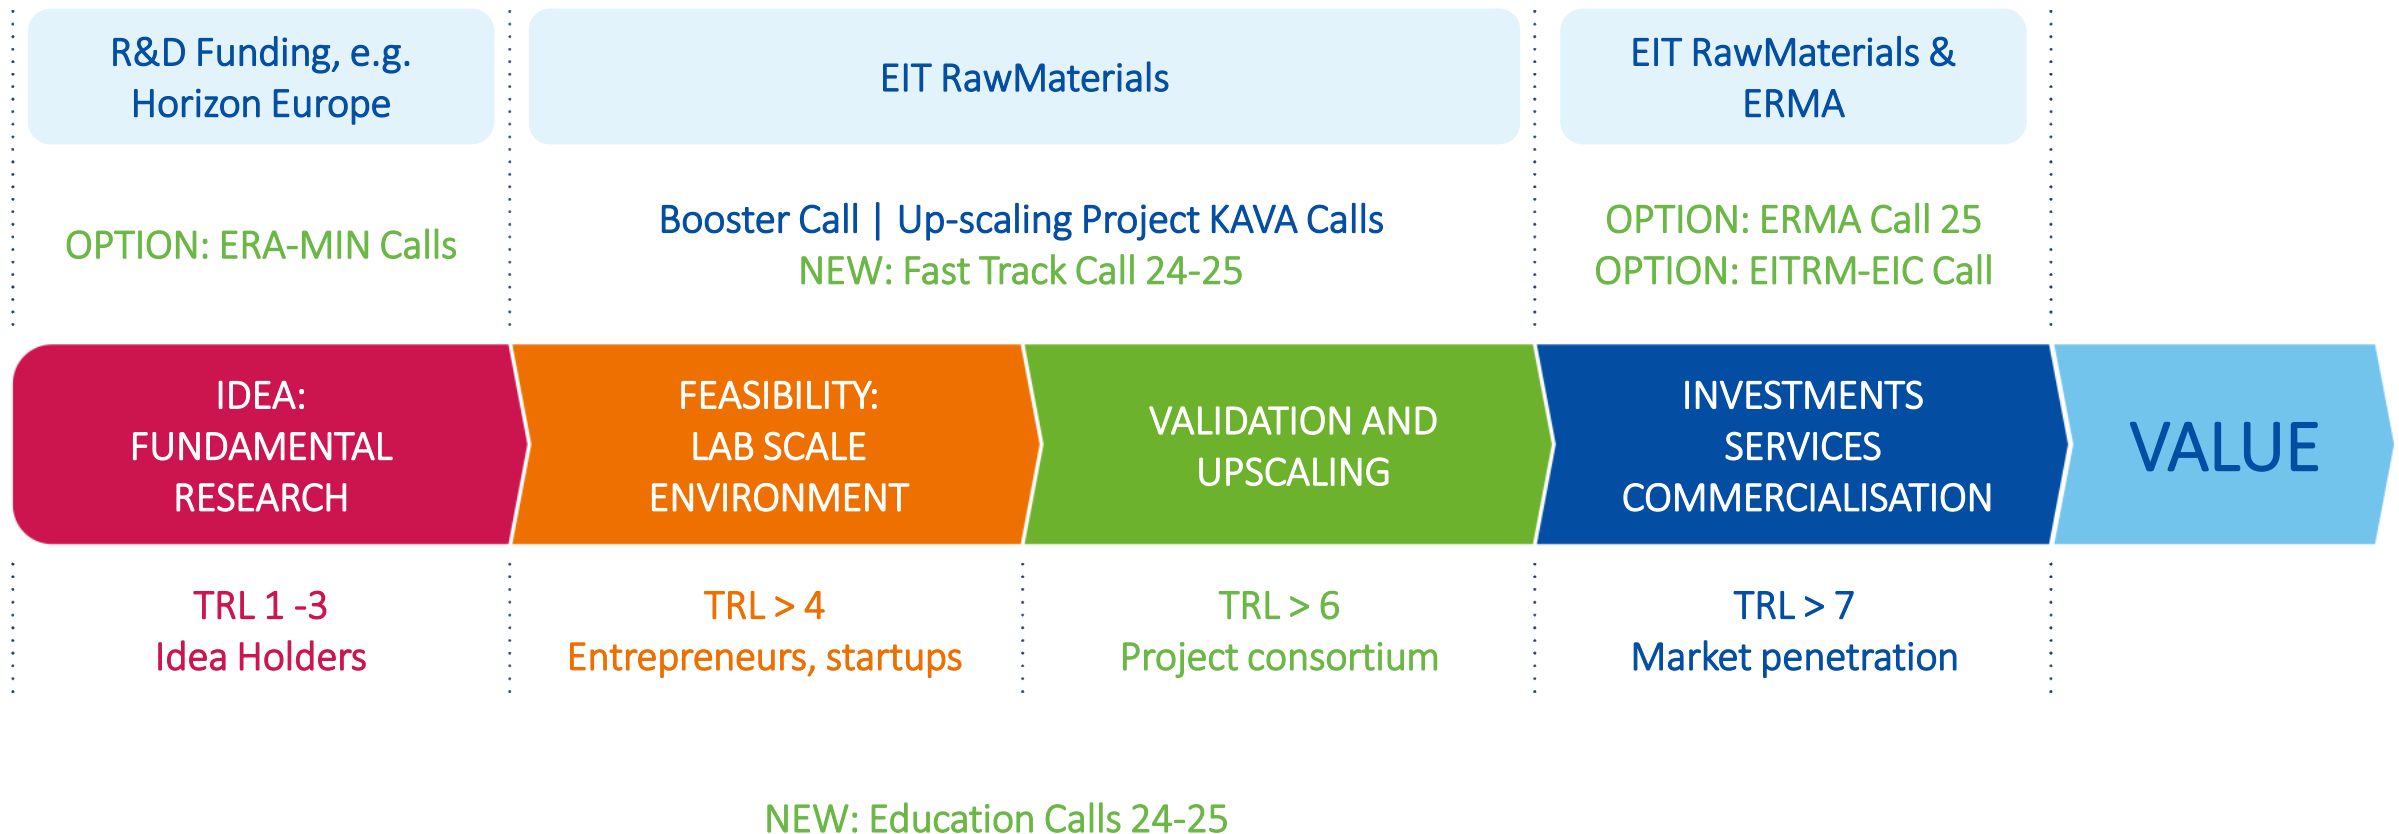 R&D Funding, e.g.
Horizon Europe
EIT RawMaterials
EIT RawMaterials &
ERMA
OPTION: ERA-MIN Calls
Booster Call | Up-scaling Project KAVA Calls
NEW: Fast Track Call 24-25
OPTION: ERMA Call 25
OPTION: EITRM-EIC Call
IDEA:
FUNDAMENTAL
RESEARCH
FEASIBILITY:
LAB SCALE
ENVIRONMENT
VALIDATION AND
UPSCALING
INVESTMENTS
SERVICES
COMMERCIALISATION
VALUE
TRL 1 -3
Idea Holders
TRL > 4
Entrepreneurs, startups
TRL > 6
Project consortium
TRL > 7
Market penetration
NEW: Education Calls 24-25